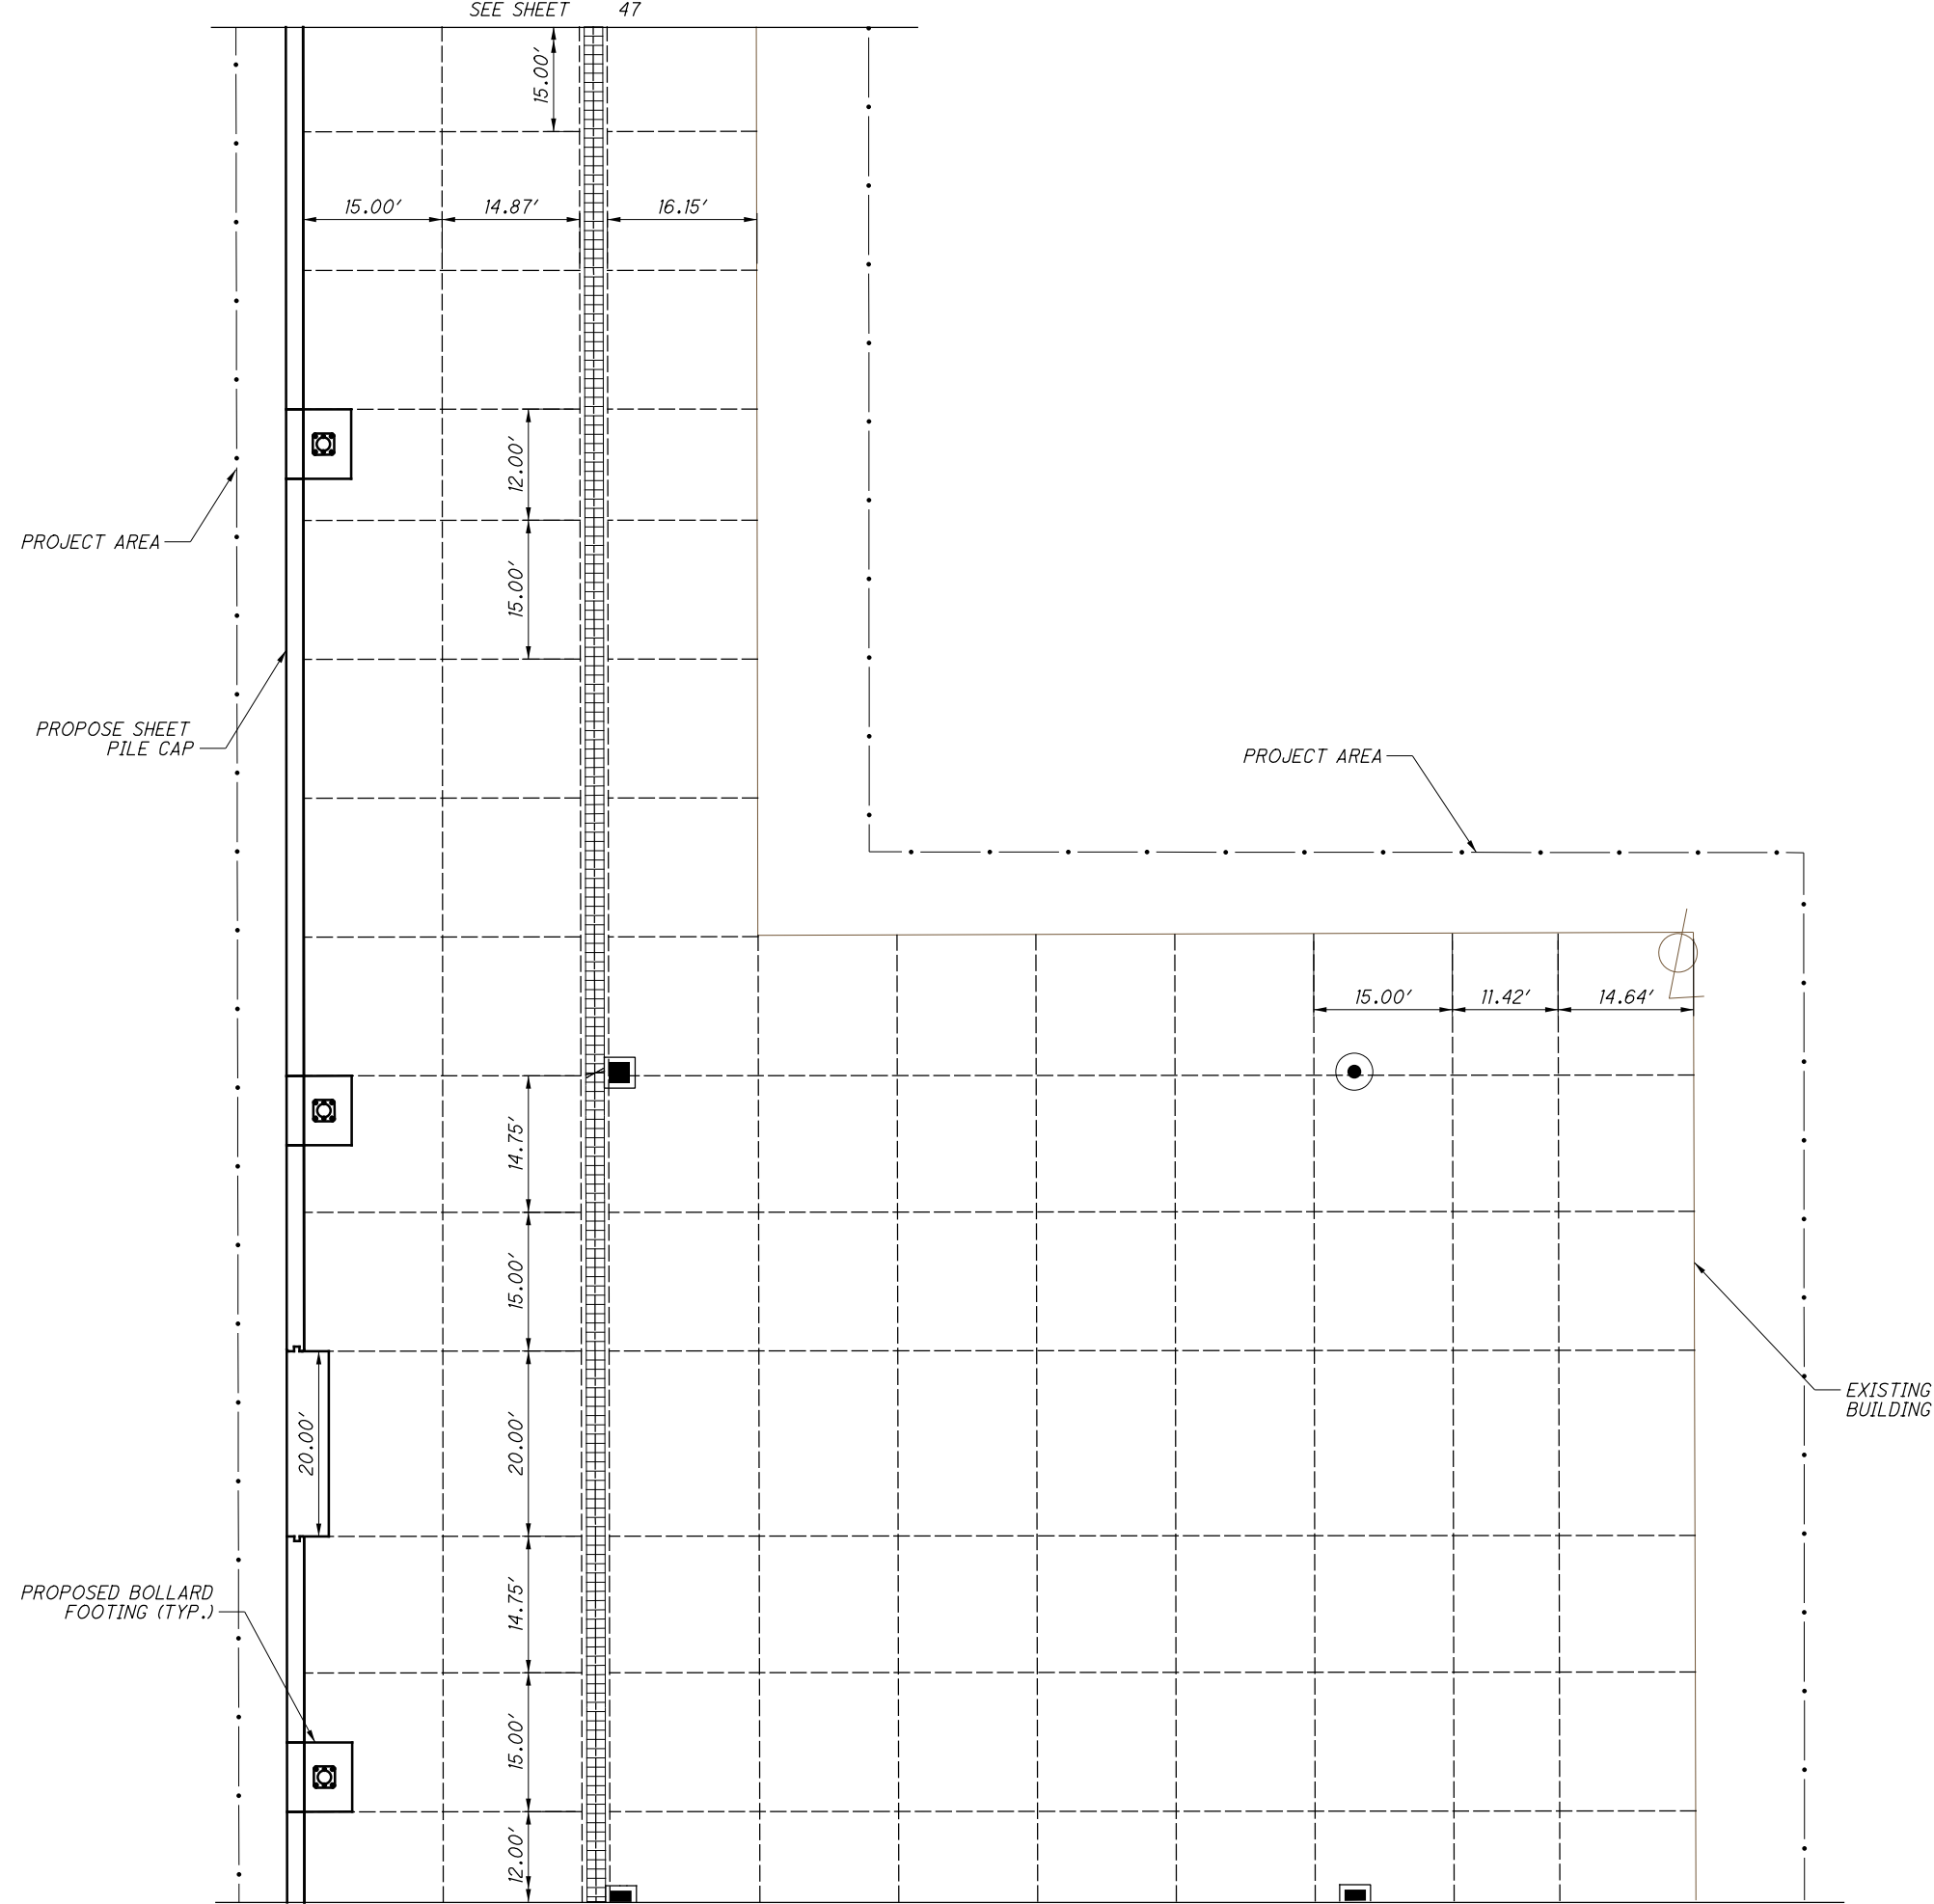 SEE SHEET 47
15.00'
15.00' 14.87' 16.15'
12.00'
PROJECT AREA
15.00'
PROPOSE SHEET
PILE CAP
PROJECT AREA
15.00' 11.42' 14.64'
14.75'
15.00'
EXISTING
BUILDING
20.00'
20.00'
PROPOSED BOLLARD
FOOTING (TYP.)
14.75'
15.00'
12.00'